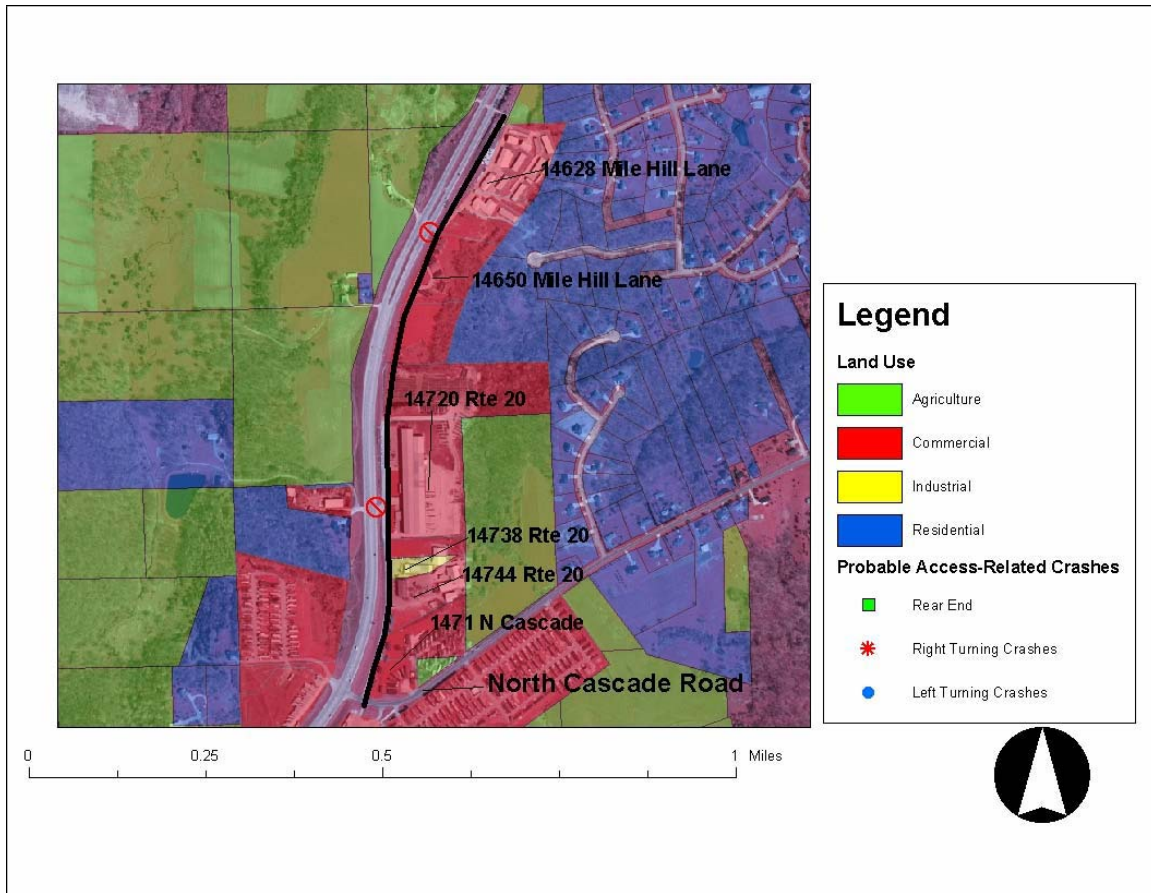 14628 Mile Hill Lane
14650 Mile Hill Lane
14720 Rte 20
14738 Rte 20
14744 Rte 20
1471 N Cascade
North Cascade Road
0 0.25 0.5 1 Miles
Legend
Land Use
Agriculture
Commercial
Industrial
Residential
Probable Access-Related Crashes
Rear End
Right Turning Crashes
Left Turning Crashes